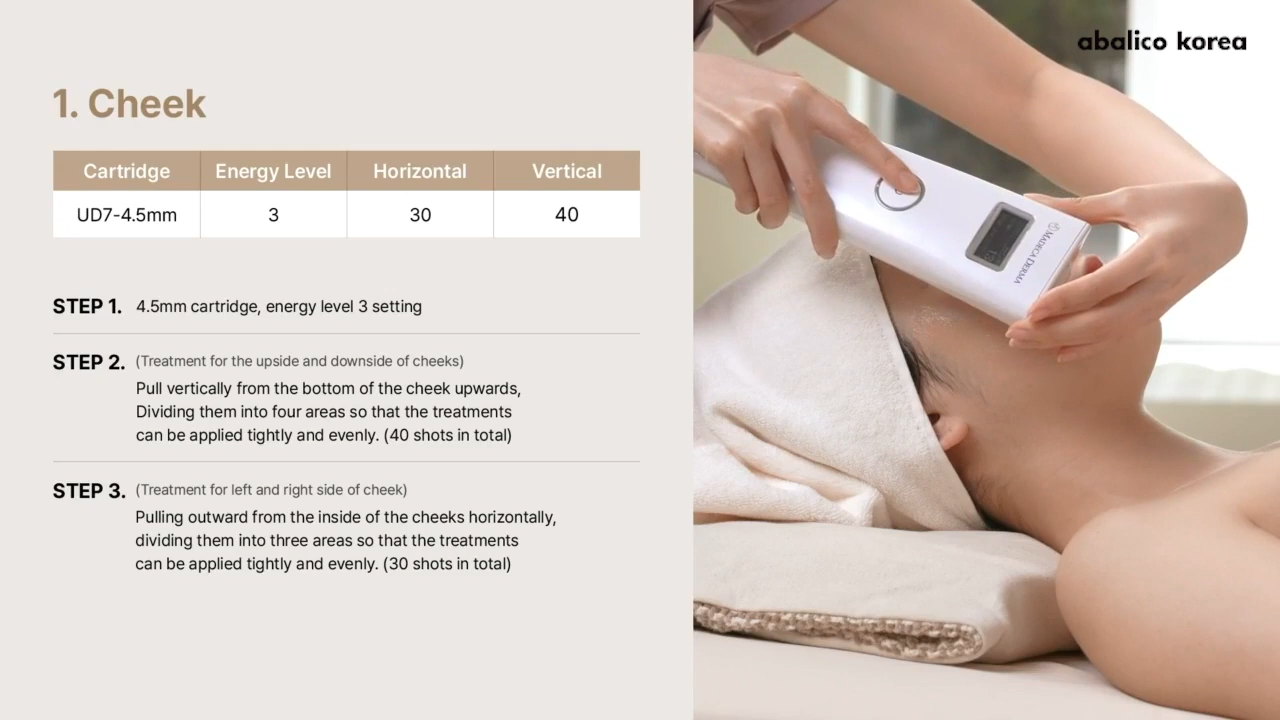 abalico korea
1. Cheek
Cartridge Energy Level Horizontal Vertical
UD7-4.5mm 3 30 40
STEP 1. 4.5mm cartridge, energy level 3 setting
STEP 2. (Treatment for the upside and downside of cheeks)
Pull vertically from the bottom of the cheek upwards,
Dividing them into four areas so that the treatments
can be applied tightly and evenly. (40 shots in total)
STEP 3. (Treatment for left and right side of cheek)
Pulling outward from the inside of the cheeks horizontally,
dividing them into three areas so that the treatments
can be applied tightly and evenly. (30 shots in total)
MADECA DERMA